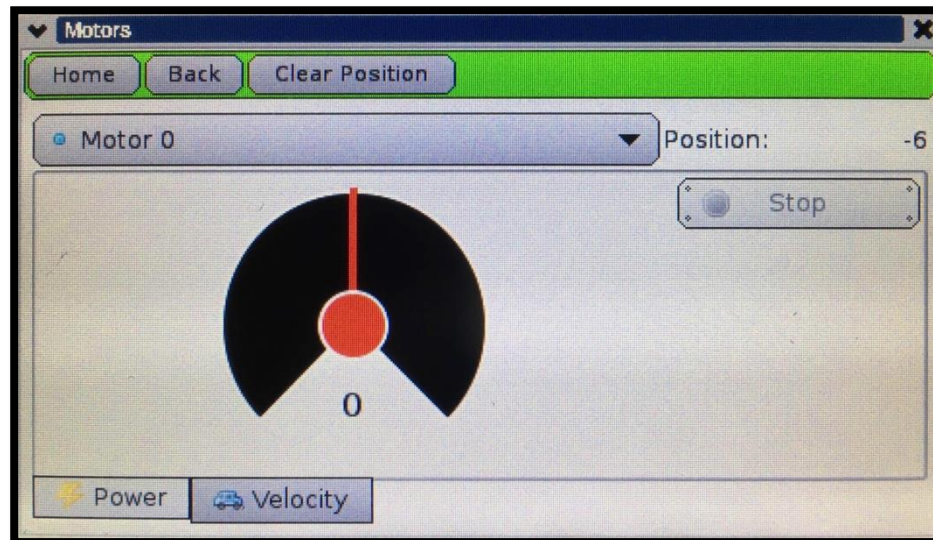 Motors
Home Back Clear Position
Motor 0 Position: -6
Stop
0
Power Velocity